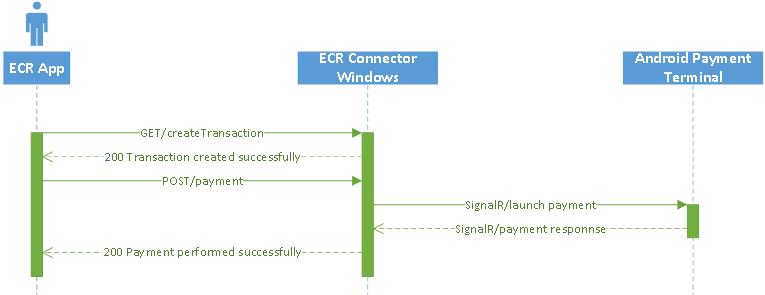 ECR App
ECR Connector
Windows
Android Payment
Terminal
GET/createTransaction
200 Transaction created successfully
POST/payment
SignalR/launch payment
SignalR/payment responnse
200 Payment performed successfully